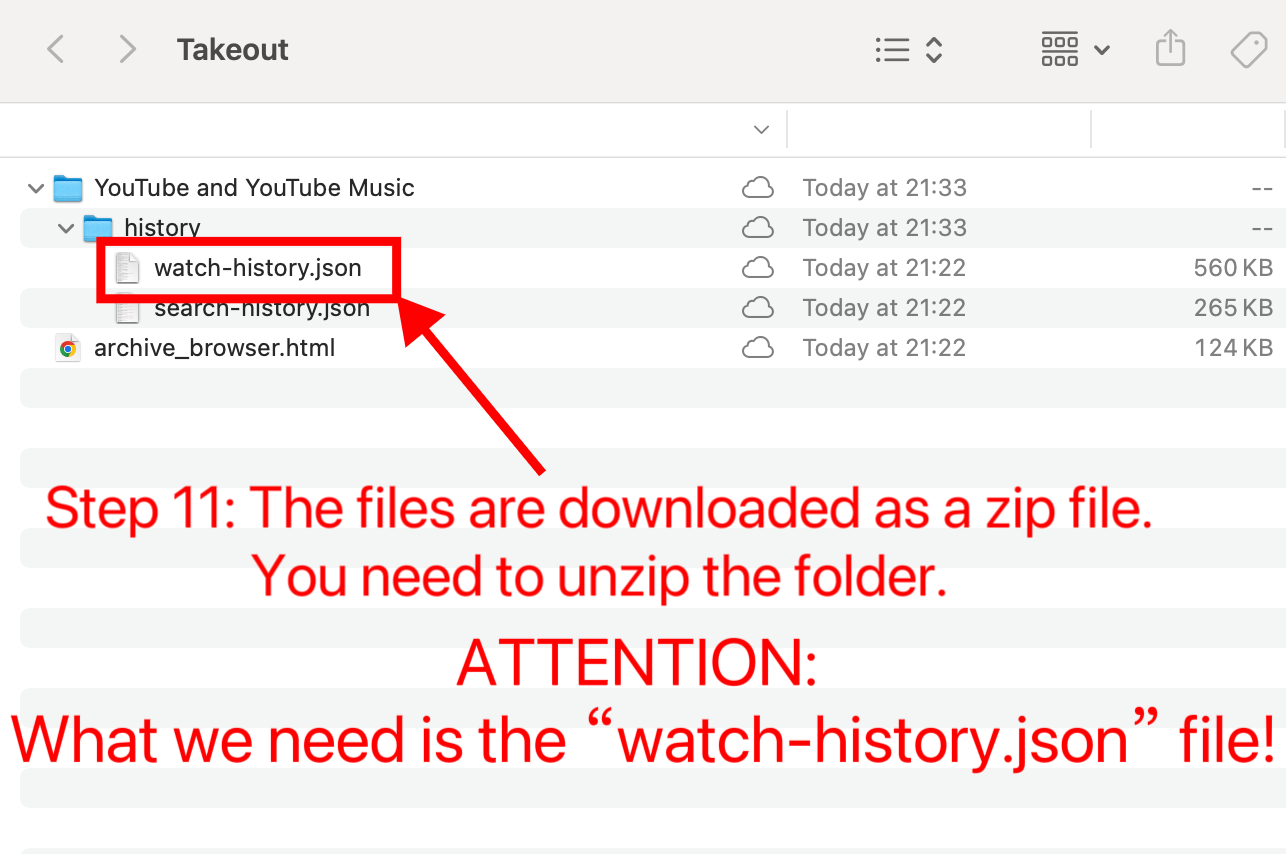 Takeout
YouTube and YouTube Music Today at 21:33 --
history Today at 21:33 --
watch-history.json Today at 21:22 560 KB
search-history.json Today at 21:22 265 KB
archive_browser.html Today at 21:22 124 KB
Step 11: The files are downloaded as a zip file.
You need to unzip the folder.
ATTENTION:
What we need is the “watch-history.json” file!